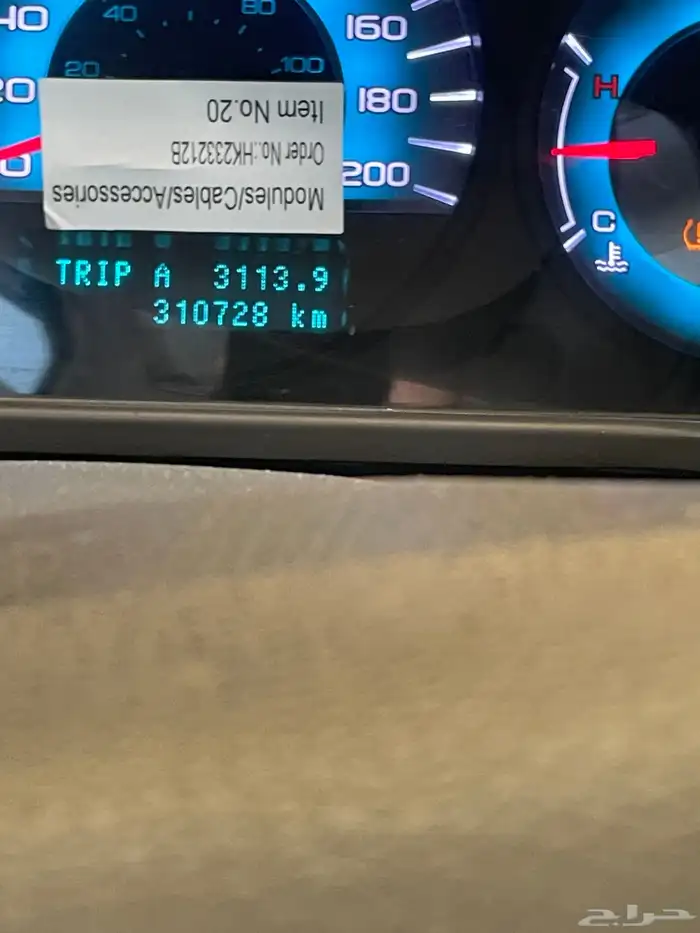 40
40
80
160
20
20
100
180
0
200
Modules/Cables/Accessories
Order No.:HK233212B
Item No.20
H
C
TRIP A 3113.9
310728 km
حراج